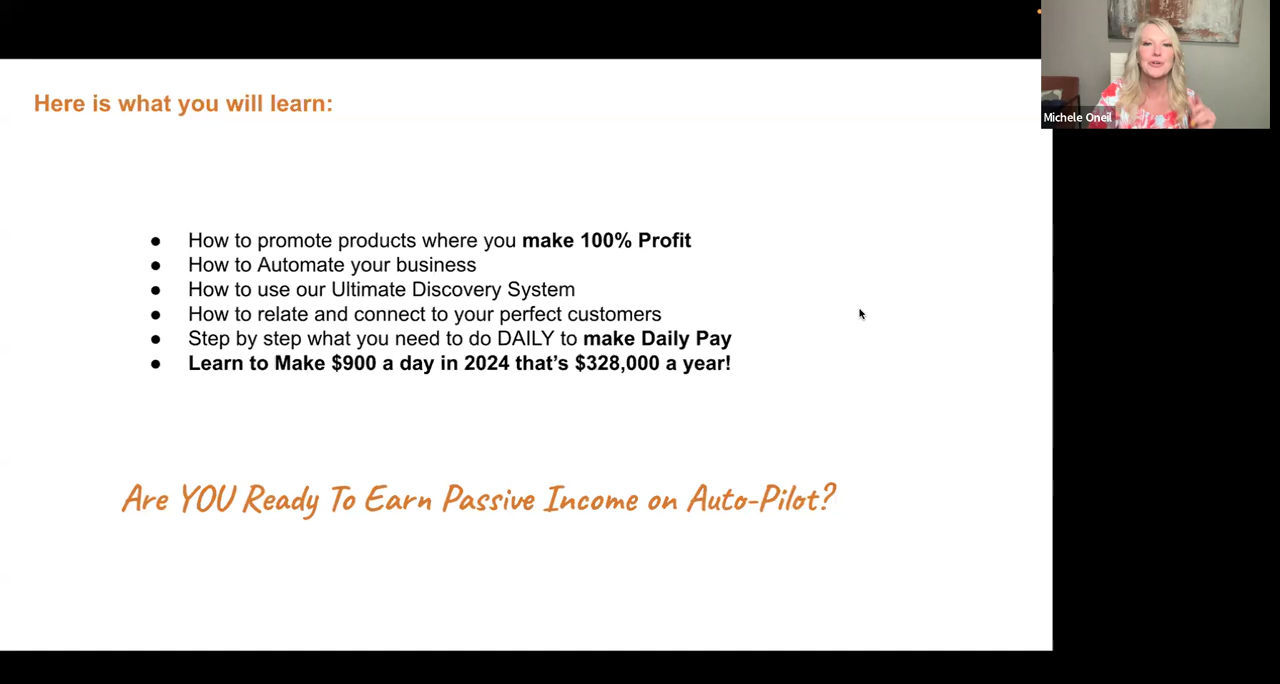 Here is what you will learn:
Michele Oneil
● How to promote products where you make 100% Profit
● How to Automate your business
● How to use our Ultimate Discovery System
● How to relate and connect to your perfect customers
● Step by step what you need to do DAILY to make Daily Pay
● Learn to Make $900 a day in 2024 that’s $328,000 a year!
Are YOU Ready To Earn Passive Income on Auto-Pilot?